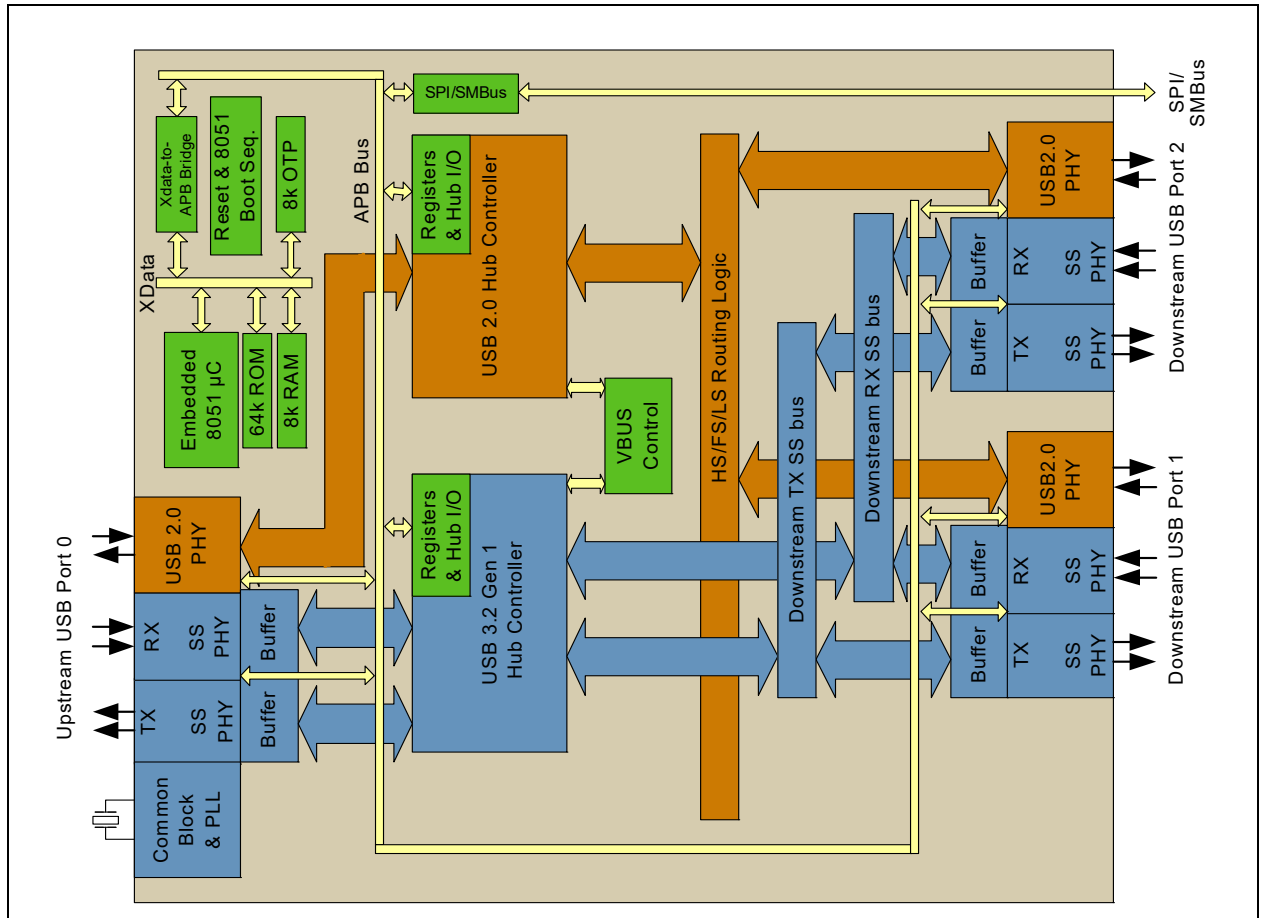 SPI/SMBus
SPI/
SMBus
Xdata-to-
APB Bridge
Reset & 8051
Boot Seq.
8k OTP
APB Bus
XData
Embedded
8051 µC
64k ROM
8k RAM
Registers
& Hub I/O
USB 2.0 Hub Controller
VBUS
Control
Registers
& Hub I/O
USB 3.2 Gen 1
Hub Controller
HS/FS/LS Routing Logic
Downstream TX SS bus
Downstream RX SS bus
USB2.0
PHY
Buffer
RX
SS
PHY
Buffer
TX
SS
PHY
Downstream USB Port 2
USB2.0
PHY
Buffer
RX
SS
PHY
Buffer
TX
SS
PHY
Downstream USB Port 1
Upstream USB Port 0
USB 2.0
PHY
RX
SS
PHY
Buffer
TX
SS
PHY
Buffer
Common
Block
& PLL